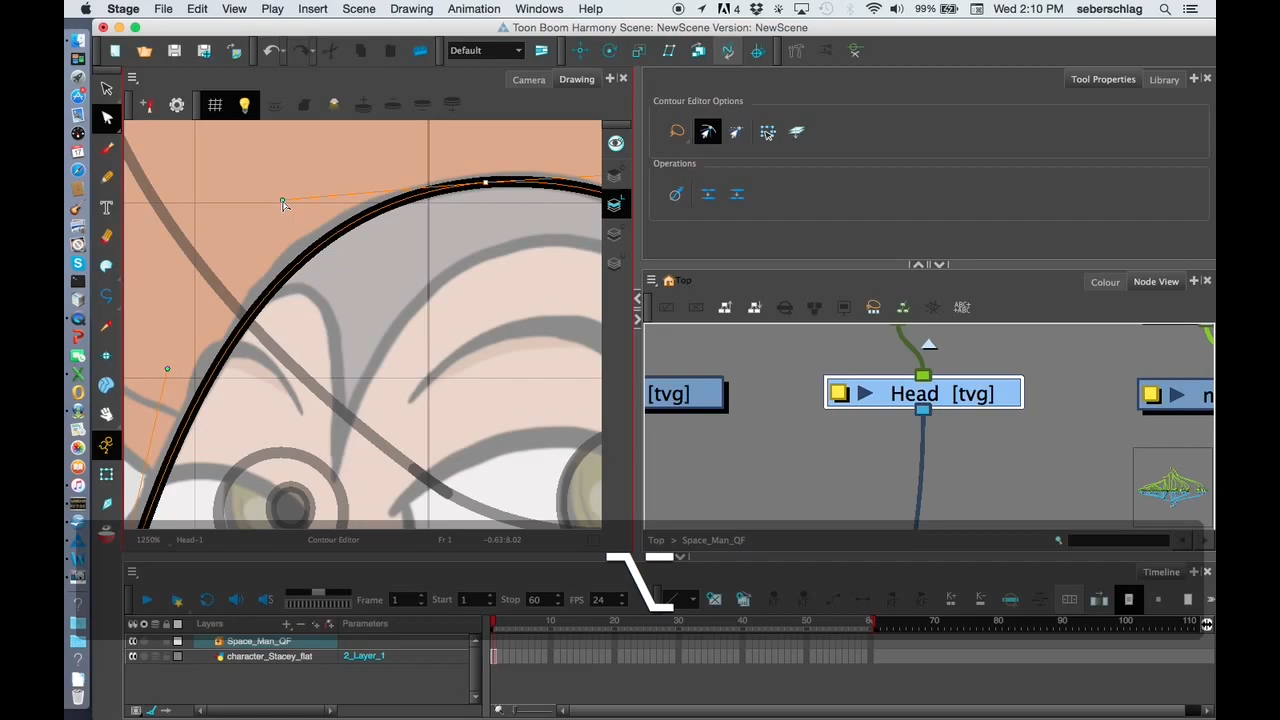 Stage File Edit View Play Insert Scene Drawing Animation Windows Help 4 99% Wed 2:10 PM seberschlag
Toon Boom Harmony Scene: NewScene Version: NewScene
Default
Camera Drawing Tool Properties Library
Contour Editor Options
Operations
Top Colour Node View
ABC+
[tvg] Head [tvg] n
1250% Head-1 Contour Editor Fr 1 -0.63:8.02 Top > Space_Man_QF
Timeline
Frame 1 Start 1 Stop 60 FPS 24
Layers Parameters 10 20 30 40 50 60 70 80 90 100 110
Space_Man_QF
character_Stacey_flat 2_Layer_1